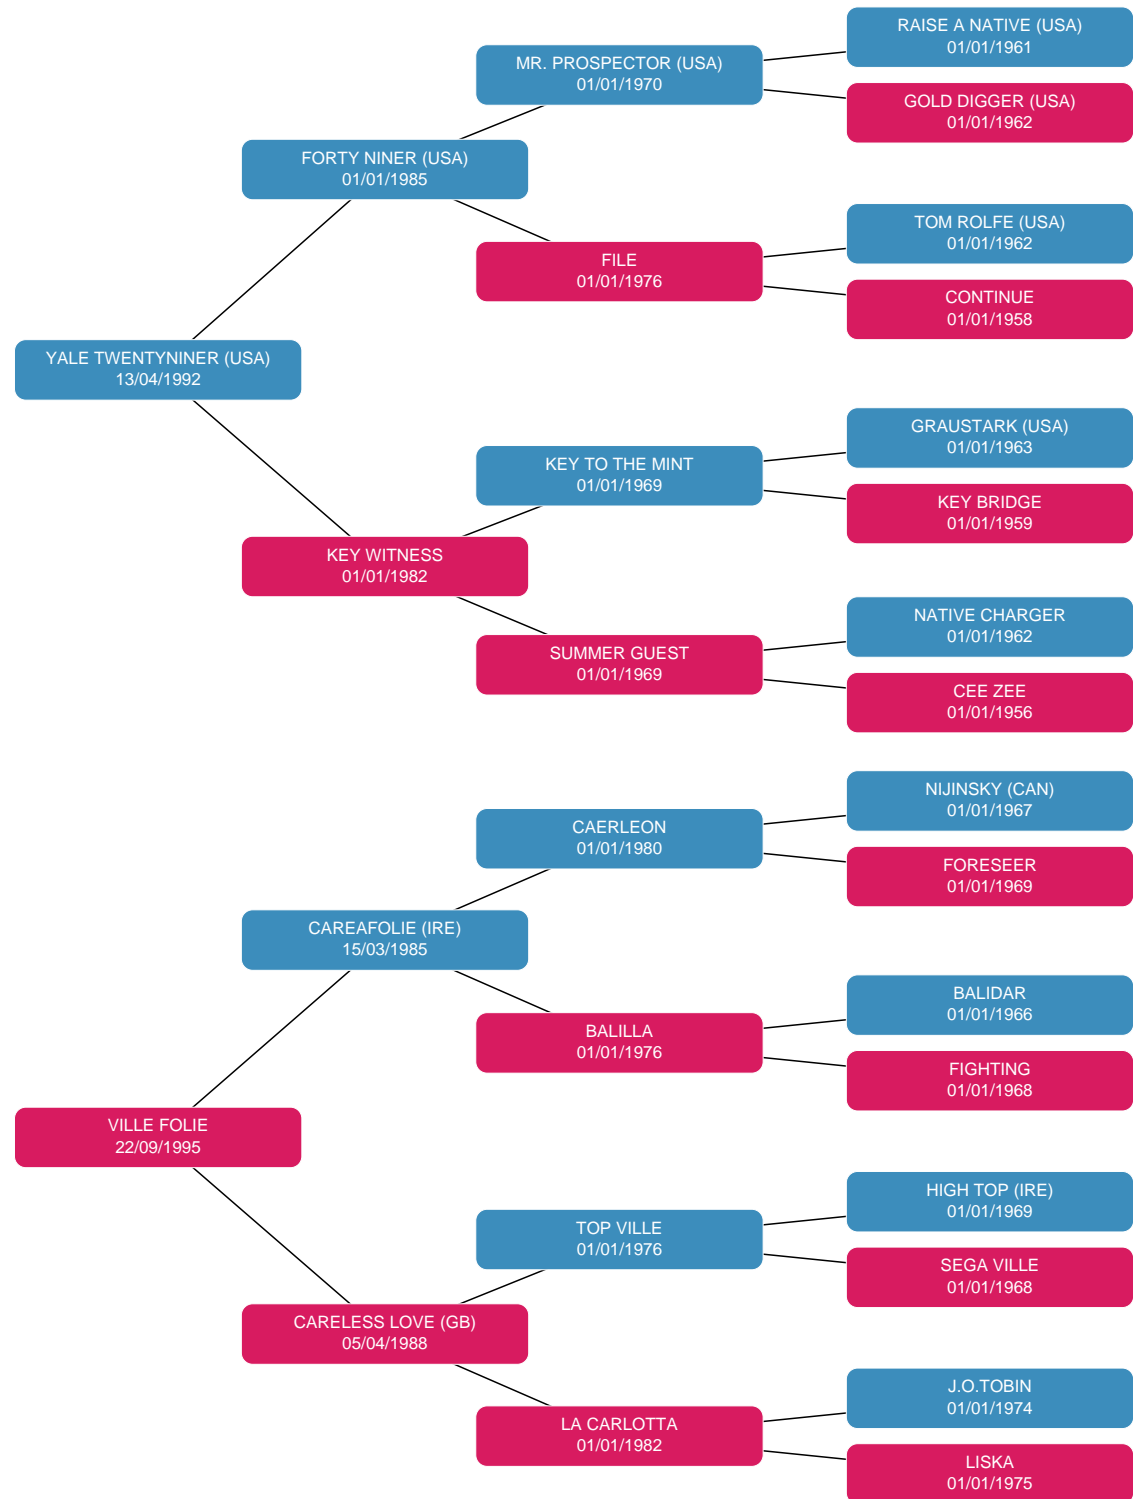 RAISE A NATIVE (USA)
01/01/1961
MR. PROSPECTOR (USA)
01/01/1970
GOLD DIGGER (USA)
01/01/1962
FORTY NINER (USA)
01/01/1985
TOM ROLFE (USA)
01/01/1962
FILE
01/01/1976
CONTINUE
01/01/1958
YALE TWENTYNINER (USA)
13/04/1992
GRAUSTARK (USA)
01/01/1963
KEY TO THE MINT
01/01/1969
KEY BRIDGE
01/01/1959
KEY WITNESS
01/01/1982
NATIVE CHARGER
01/01/1962
SUMMER GUEST
01/01/1969
CEE ZEE
01/01/1956
NIJINSKY (CAN)
01/01/1967
CAERLEON
01/01/1980
FORESEER
01/01/1969
CAREAFOLIE (IRE)
15/03/1985
BALIDAR
01/01/1966
BALILLA
01/01/1976
FIGHTING
01/01/1968
VILLE FOLIE
22/09/1995
HIGH TOP (IRE)
01/01/1969
TOP VILLE
01/01/1976
SEGA VILLE
01/01/1968
CARELESS LOVE (GB)
05/04/1988
J.O.TOBIN
01/01/1974
LA CARLOTTA
01/01/1982
LISKA
01/01/1975